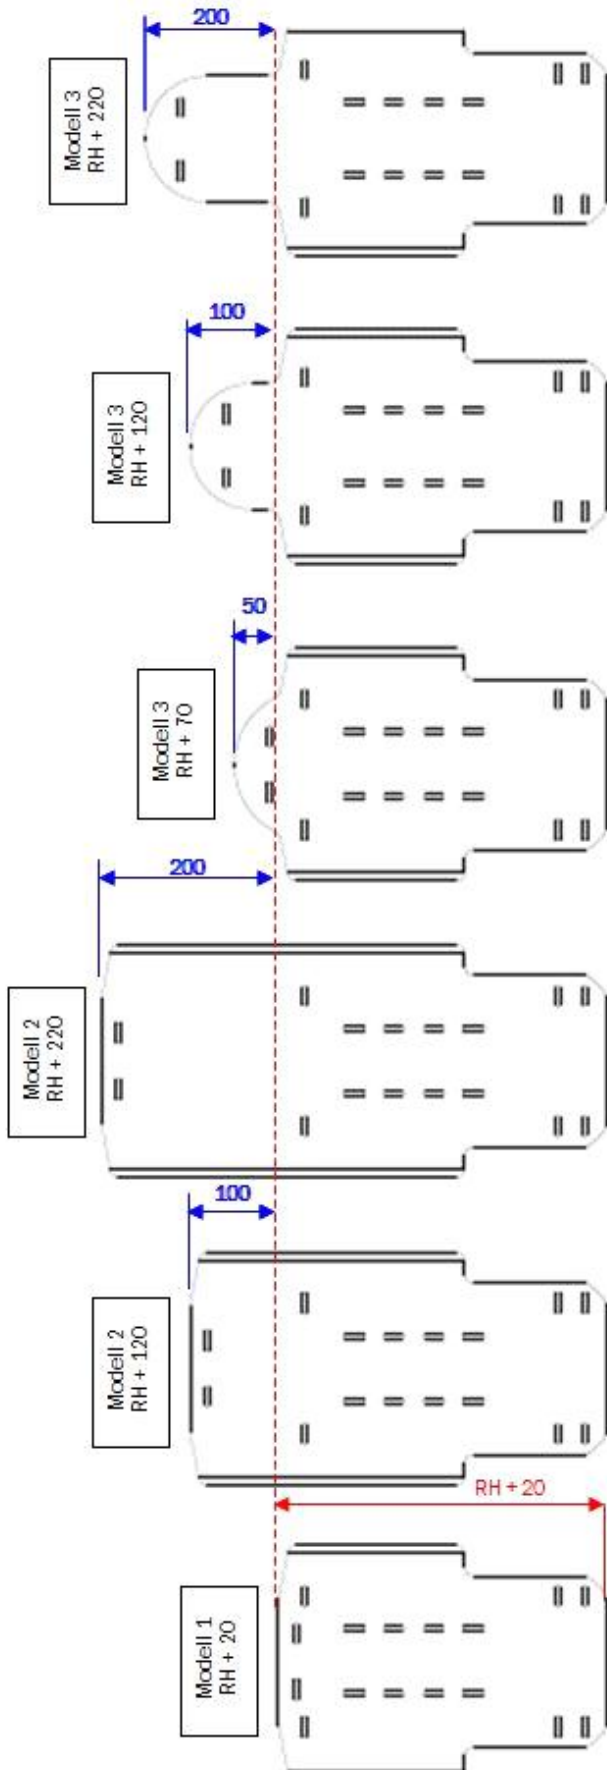 200
Modell 3
RH + 220
100
Modell 3
RH + 120
50
Modell 3
RH + 70
200
Modell 2
RH + 220
100
Modell 2
RH + 120
RH + 20
Modell 1
RH + 20